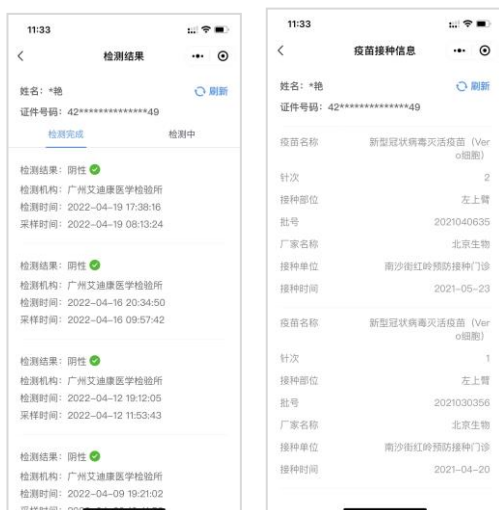 11:33
检测结果
姓名：*艳
刷新
证件号码：42**************49
检测完成
检测中
检测结果：阴性
检测机构：广州艾迪康医学检验所
检测时间：2022-04-19 17:38:16
采样时间：2022-04-19 08:13:24
检测结果：阴性
检测机构：广州艾迪康医学检验所
检测时间：2022-04-16 20:34:50
采样时间：2022-04-16 09:57:42
检测结果：阴性
检测机构：广州艾迪康医学检验所
检测时间：2022-04-12 19:12:05
采样时间：2022-04-12 11:53:43
检测结果：阴性
检测机构：广州艾迪康医学检验所
检测时间：2022-04-09 19:21:02
11:33
疫苗接种信息
姓名：*艳
刷新
证件号码：42**************49
疫苗名称 新型冠状病毒灭活疫苗（Ver
o细胞)
针次 2
接种部位 左上臂
批号 2021040635
厂家名称 北京生物
接种单位 南沙街红岭预防接种门诊
接种时间 2021-05-23
疫苗名称 新型冠状病毒灭活疫苗（Ver
o细胞)
针次 1
接种部位 左上臂
批号 2021030356
厂家名称 北京生物
接种单位 南沙街红岭预防接种门诊
接种时间 2021-04-20